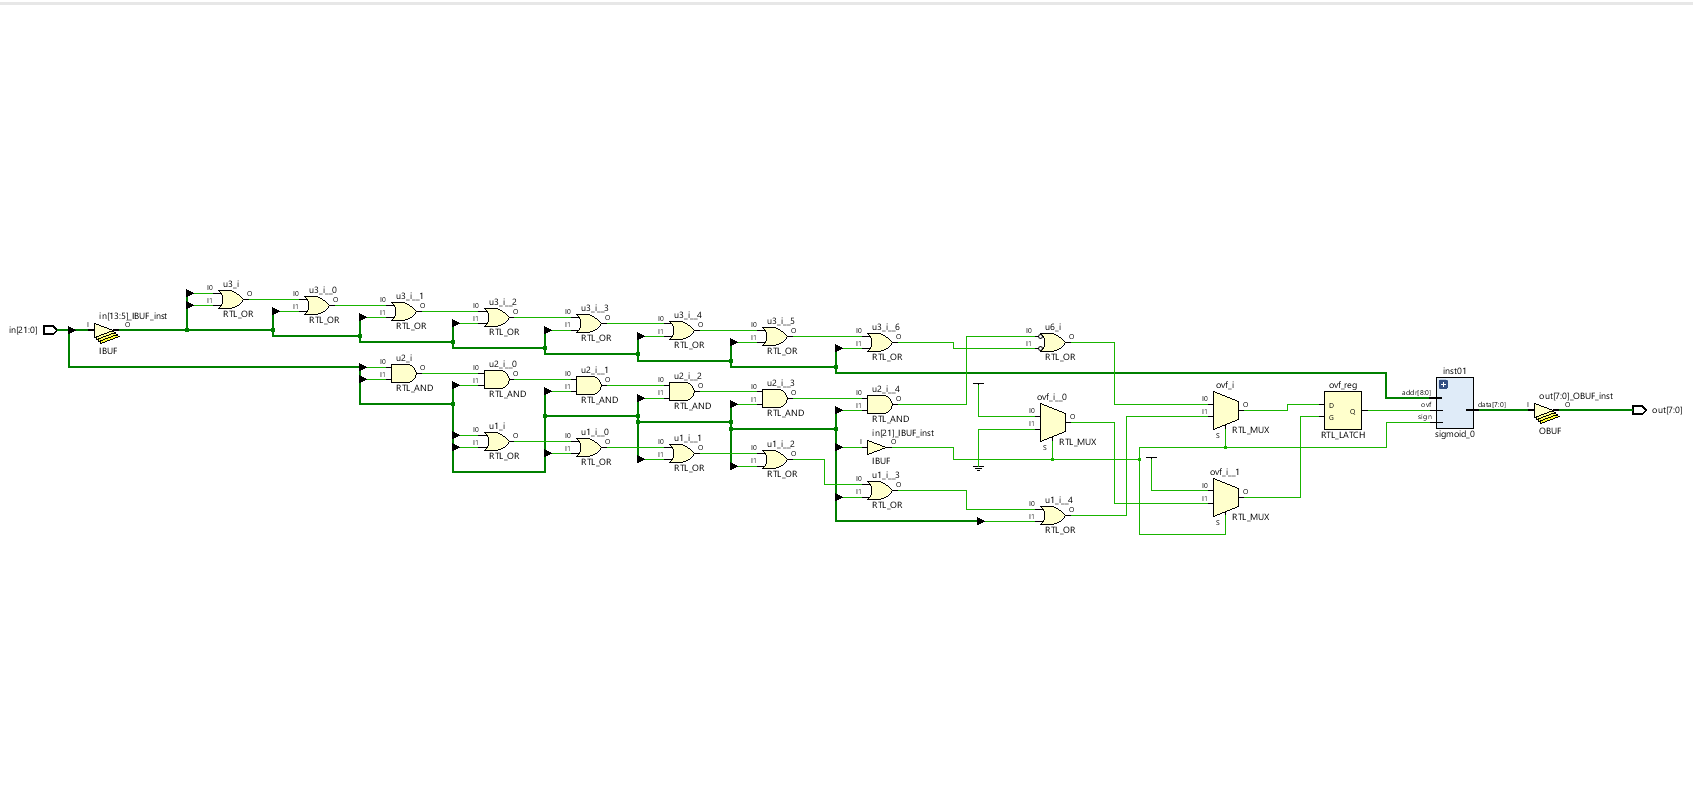 in[21:0]
in[13:5]_IBUF_inst
I
O
IBUF
u3_i
I0
I1
O
RTL_OR
u3_i__0
I0
I1
O
RTL_OR
u3_i__1
I0
I1
O
RTL_OR
u3_i__2
I0
I1
O
RTL_OR
u3_i__3
I0
I1
O
RTL_OR
u3_i__4
I0
I1
O
RTL_OR
u3_i__5
I0
I1
O
RTL_OR
u3_i__6
I0
I1
O
RTL_OR
u6_i
I0
I1
O
RTL_OR
u2_i
I0
I1
O
RTL_AND
u2_i__0
I0
I1
O
RTL_AND
u2_i__1
I0
I1
O
RTL_AND
u2_i__2
I0
I1
O
RTL_AND
u2_i__3
I0
I1
O
RTL_AND
u2_i__4
I0
I1
O
RTL_AND
u1_i
I0
I1
O
RTL_OR
u1_i__0
I0
I1
O
RTL_OR
u1_i__1
I0
I1
O
RTL_OR
u1_i__2
I0
I1
O
RTL_OR
in[21]_IBUF_inst
I
O
IBUF
u1_i__3
I0
I1
O
RTL_OR
u1_i__4
I0
I1
O
RTL_OR
ovf_i__0
I0
I1
S
O
RTL_MUX
ovf_i
I0
I1
S
O
RTL_MUX
ovf_i__1
I0
I1
S
O
RTL_MUX
ovf_reg
D
G
Q
RTL_LATCH
inst01
addr[8:0]
ovf
sign
data[7:0]
sigmoid_0
out[7:0]_OBUF_inst
I
O
OBUF
out[7:0]